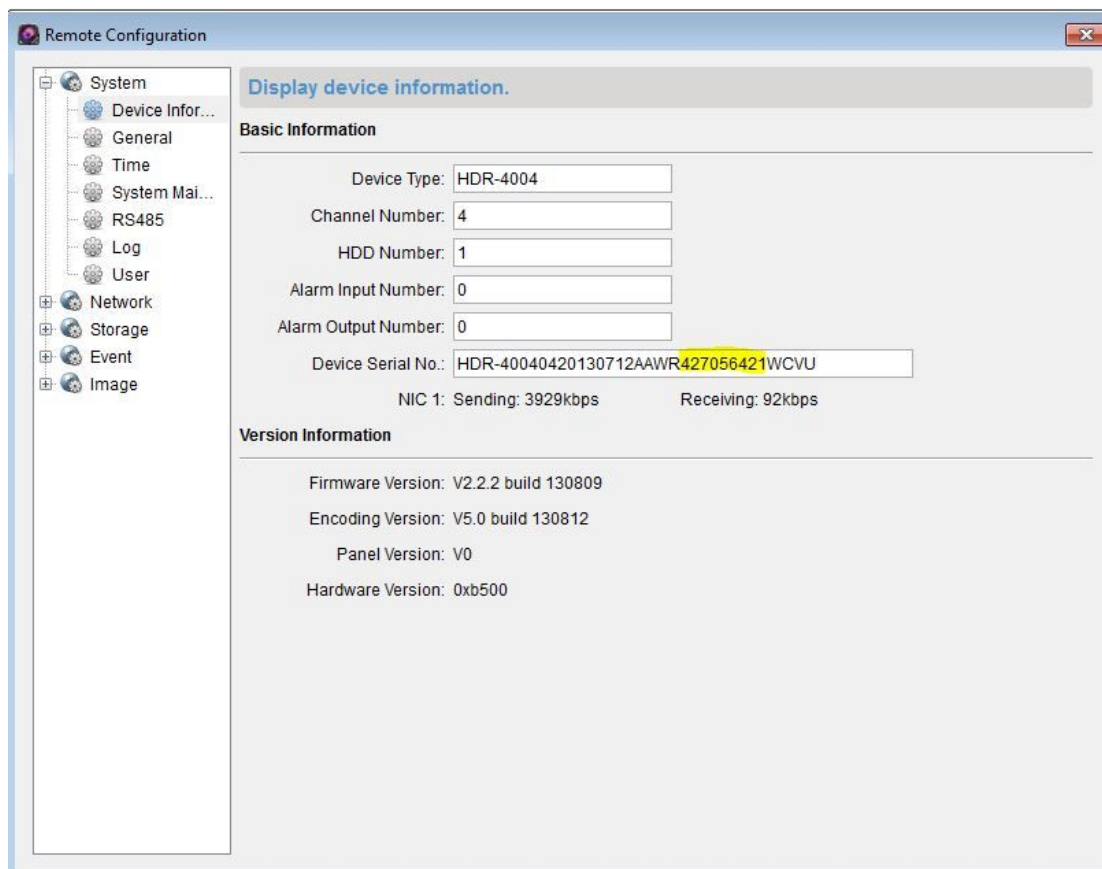 Remote Configuration
System
Device Infor...
General
Time
System Mai...
RS485
Log
User
Network
Storage
Event
Image
Display device information.
Basic Information
Device Type: HDR-4004
Channel Number: 4
HDD Number: 1
Alarm Input Number: 0
Alarm Output Number: 0
Device Serial No.: HDR-40040420130712AAWR427056421WCVU
NIC 1: Sending: 3929kbps Receiving: 92kbps
Version Information
Firmware Version: V2.2.2 build 130809
Encoding Version: V5.0 build 130812
Panel Version: V0
Hardware Version: 0xb500